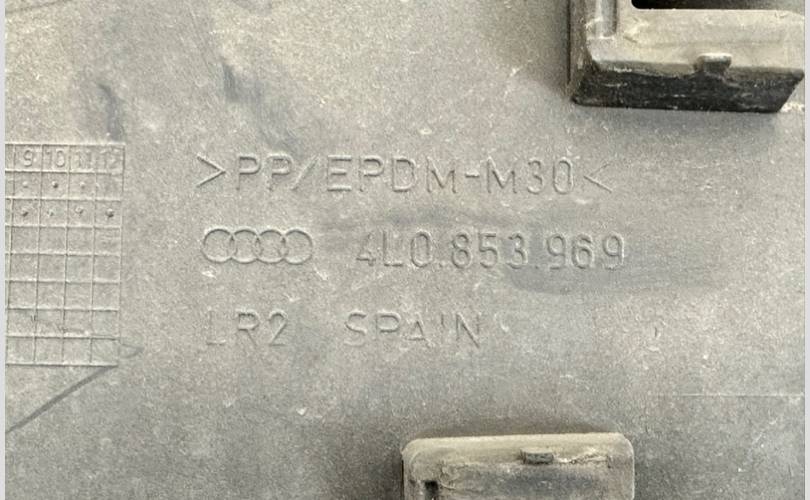 9 10 11 12
>PP/EPDM-M30<
4L0.853.969
LR2 SPAIN